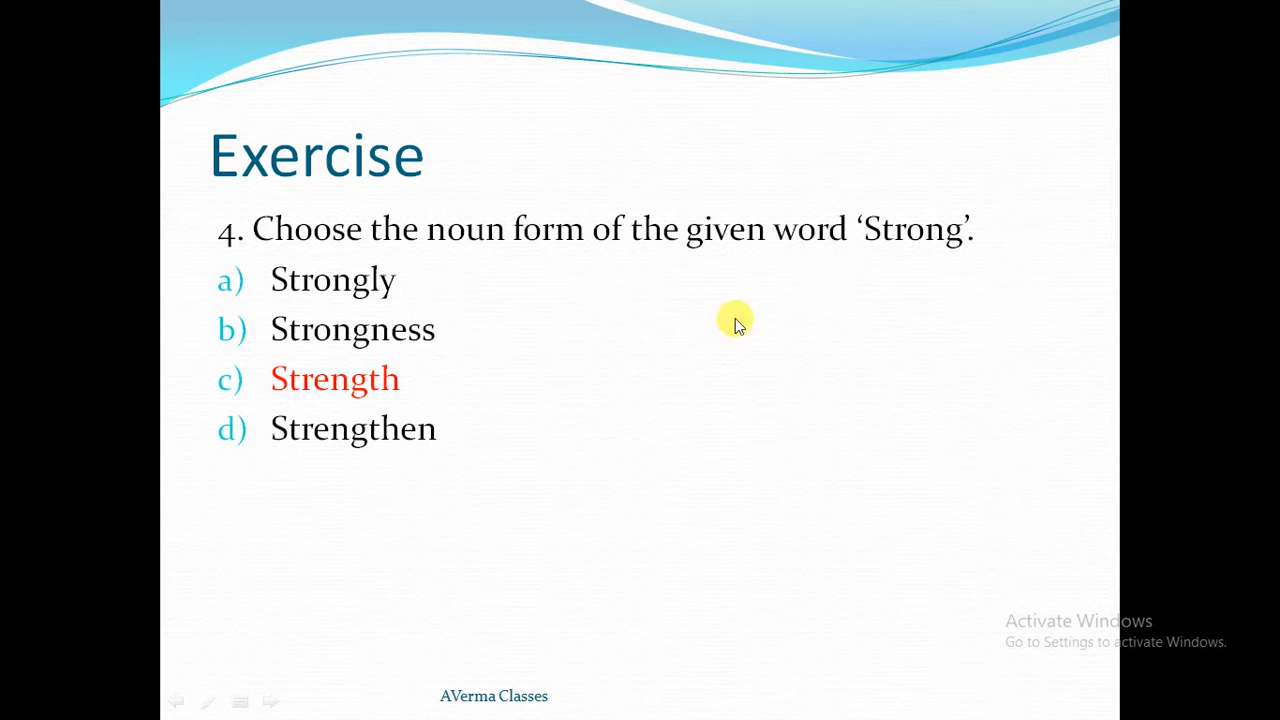 Exercise
4. Choose the noun form of the given word ‘Strong’.
a) Strongly
b) Strongness
c) Strength
d) Strengthen
Activate Windows
Go to Settings to activate Windows.
AVerma Classes